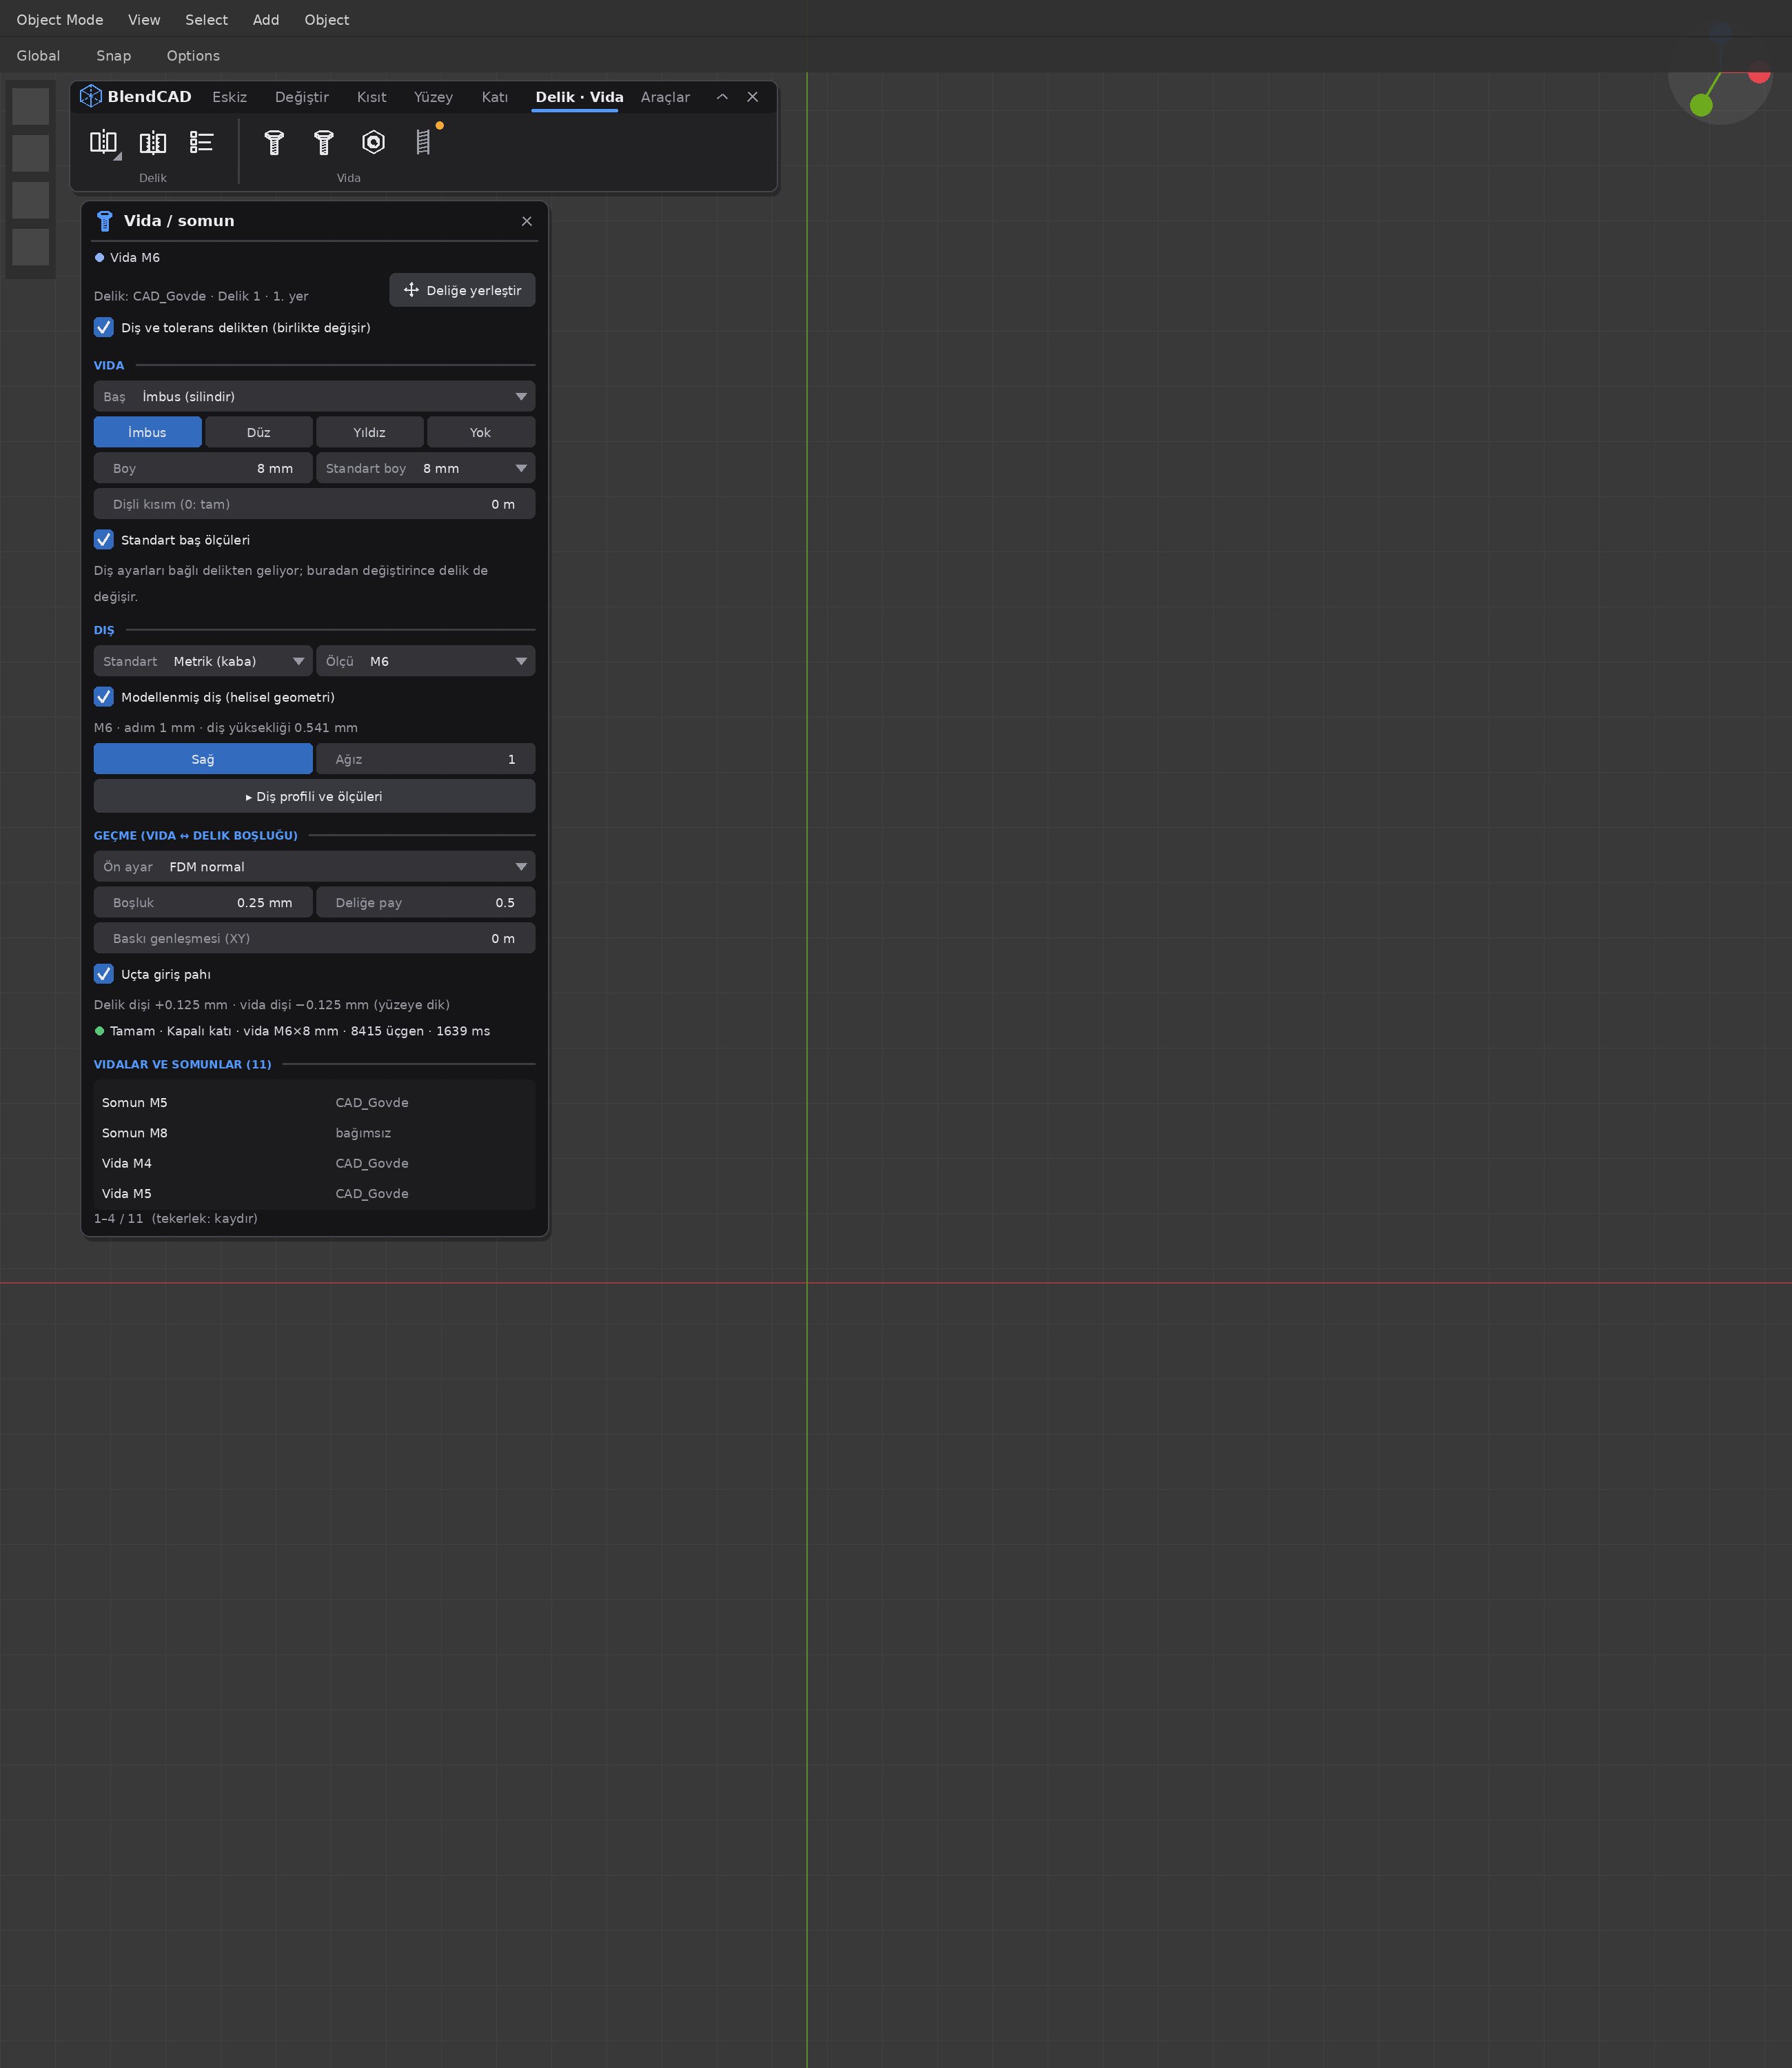 Object Mode View Select Add Object
Global Snap Options
BlendCAD Eskiz Değiştir Kısıt Yüzey Katı Delik · Vida Araçlar
Delik Vida
Vida / somun
Vida M6
Delik: CAD_Govde · Delik 1 · 1. yer Deliğe yerleştir
Diş ve tolerans delikten (birlikte değişir)
VIDA
Baş İmbus (silindir)
İmbus Düz Yıldız Yok
Boy 8 mm Standart boy 8 mm
Dişli kısım (0: tam) 0 m
Standart baş ölçüleri
Diş ayarları bağlı delikten geliyor; buradan değiştirince delik de
değişir.
DIŞ
Standart Metrik (kaba) Ölçü M6
Modellenmiş diş (helisel geometri)
M6 · adım 1 mm · diş yüksekliği 0.541 mm
Sağ Ağız 1
▸ Diş profili ve ölçüleri
GEÇME (VIDA ↔ DELIK BOŞLUĞU)
Ön ayar FDM normal
Boşluk 0.25 mm Deliğe pay 0.5
Baskı genleşmesi (XY) 0 m
Uçta giriş pahı
Delik dişi +0.125 mm · vida dişi −0.125 mm (yüzeye dik)
Tamam · Kapalı katı · vida M6×8 mm · 8415 üçgen · 1639 ms
VIDALAR VE SOMUNLAR (11)
Somun M5 CAD_Govde
Somun M8 bağımsız
Vida M4 CAD_Govde
Vida M5 CAD_Govde
1–4 / 11 (tekerlek: kaydır)